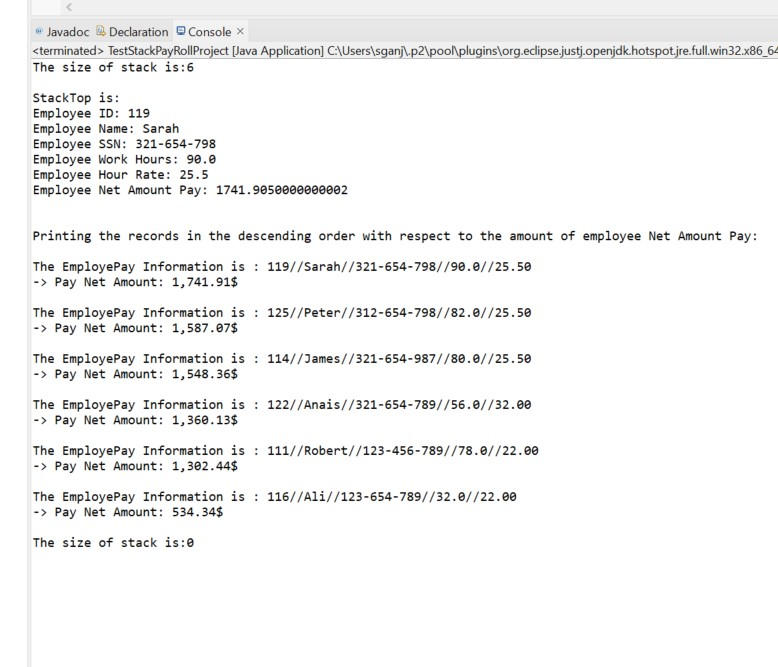 Javadoc Declaration Console
<terminated> TestStackPayRollProject [Java Application] C:\Users\sganj\.p2\pool\plugins\org.eclipse.justj.openjdk.hotspot.jre.full.win32.x86_64
The size of stack is:6
StackTop is:
Employee ID: 119
Employee Name: Sarah
Employee SSN: 321-654-798
Employee Work Hours: 90.0
Employee Hour Rate: 25.5
Employee Net Amount Pay: 1741.9050000000002
Printing the records in the descending order with respect to the amount of employee Net Amount Pay:
The EmployePay Information is : 119//Sarah//321-654-798//90.0//25.50
-> Pay Net Amount: 1,741.91$
The EmployePay Information is : 125//Peter//312-654-798//82.0//25.50
-> Pay Net Amount: 1,587.07$
The EmployePay Information is : 114//James//321-654-987//80.0//25.50
-> Pay Net Amount: 1,548.36$
The EmployePay Information is : 122//Anais//321-654-789//56.0//32.00
-> Pay Net Amount: 1,360.13$
The EmployePay Information is : 111//Robert//123-456-789//78.0//22.00
-> Pay Net Amount: 1,302.44$
The EmployePay Information is : 116//Ali//123-654-789//32.0//22.00
-> Pay Net Amount: 534.34$
The size of stack is:0